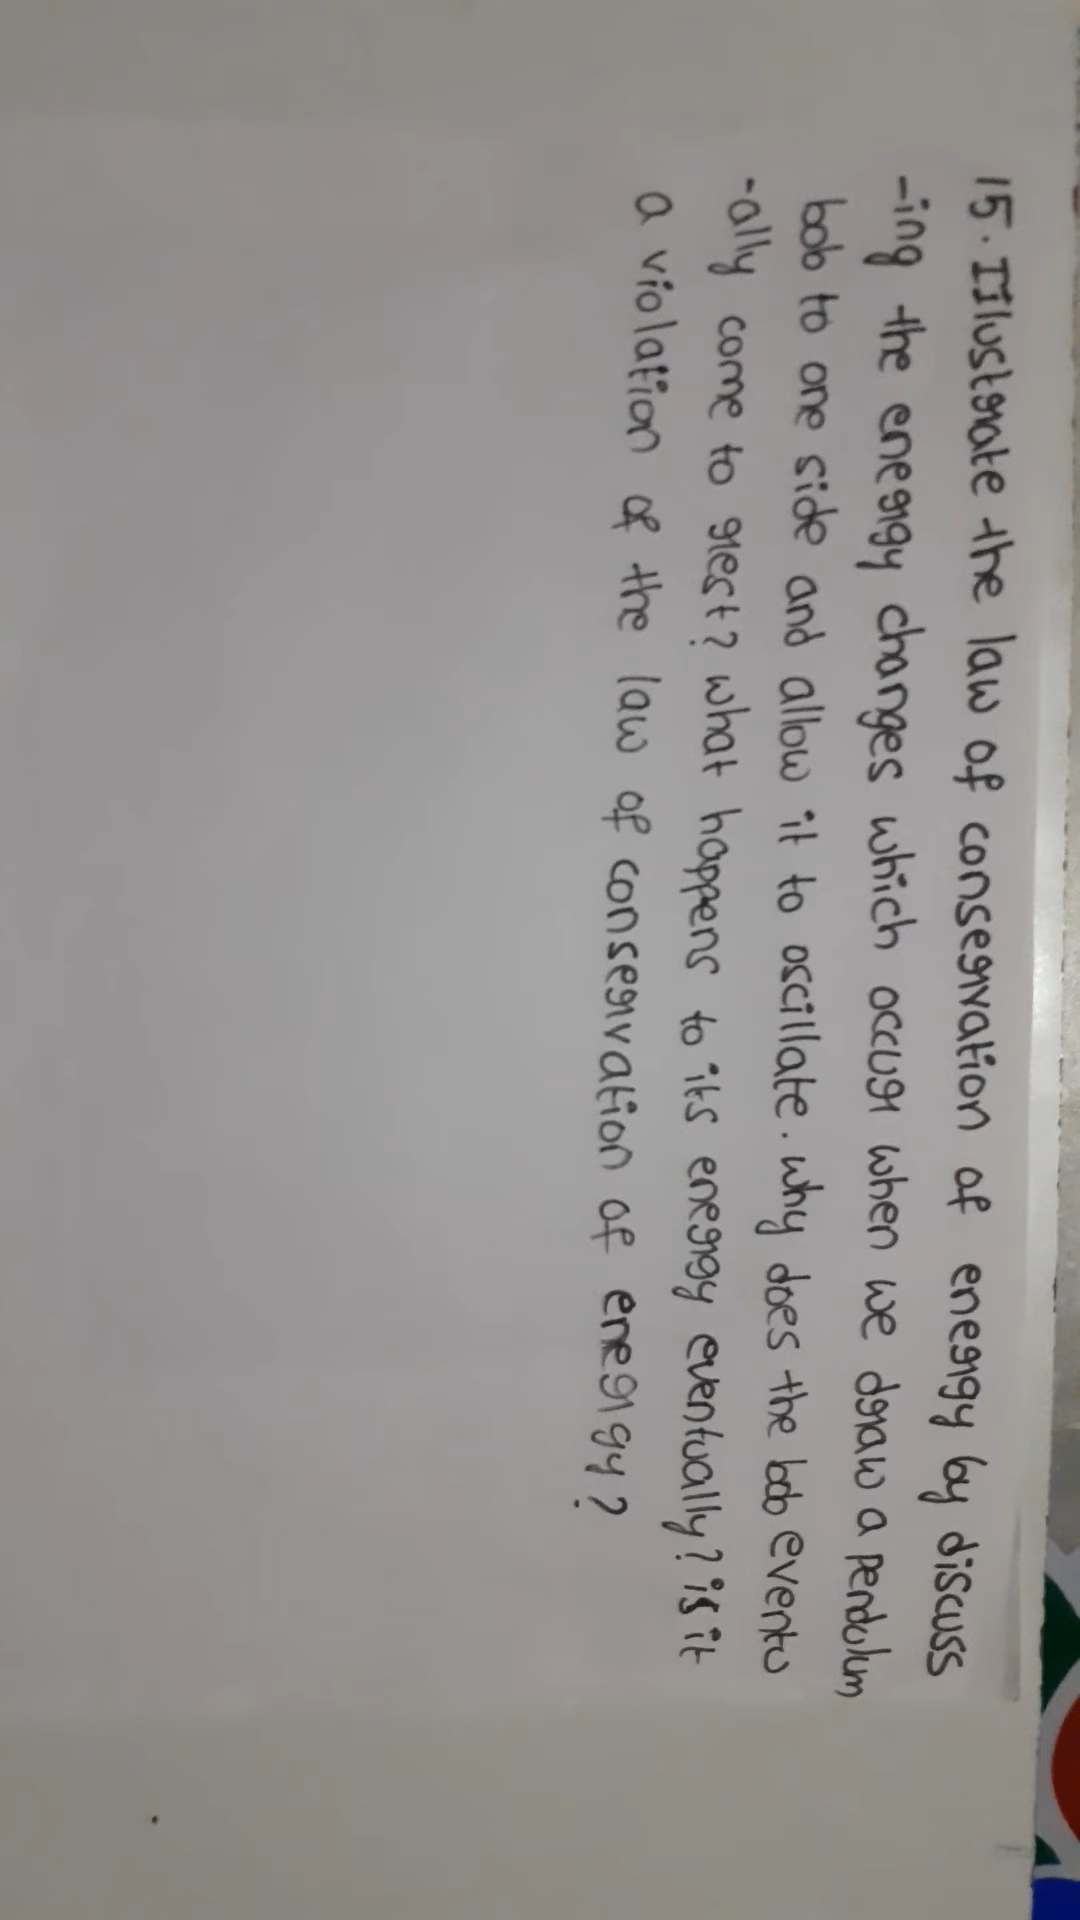 15. Illustrate the law of conservation of energy by discuss
-ing the energy changes which occur when we draw a pendulum
bob to one side and allow it to oscillate. why does the bob eventu
-ally come to rest? what happens to its energy eventually? is it
a violation of the law of conservation of energy?